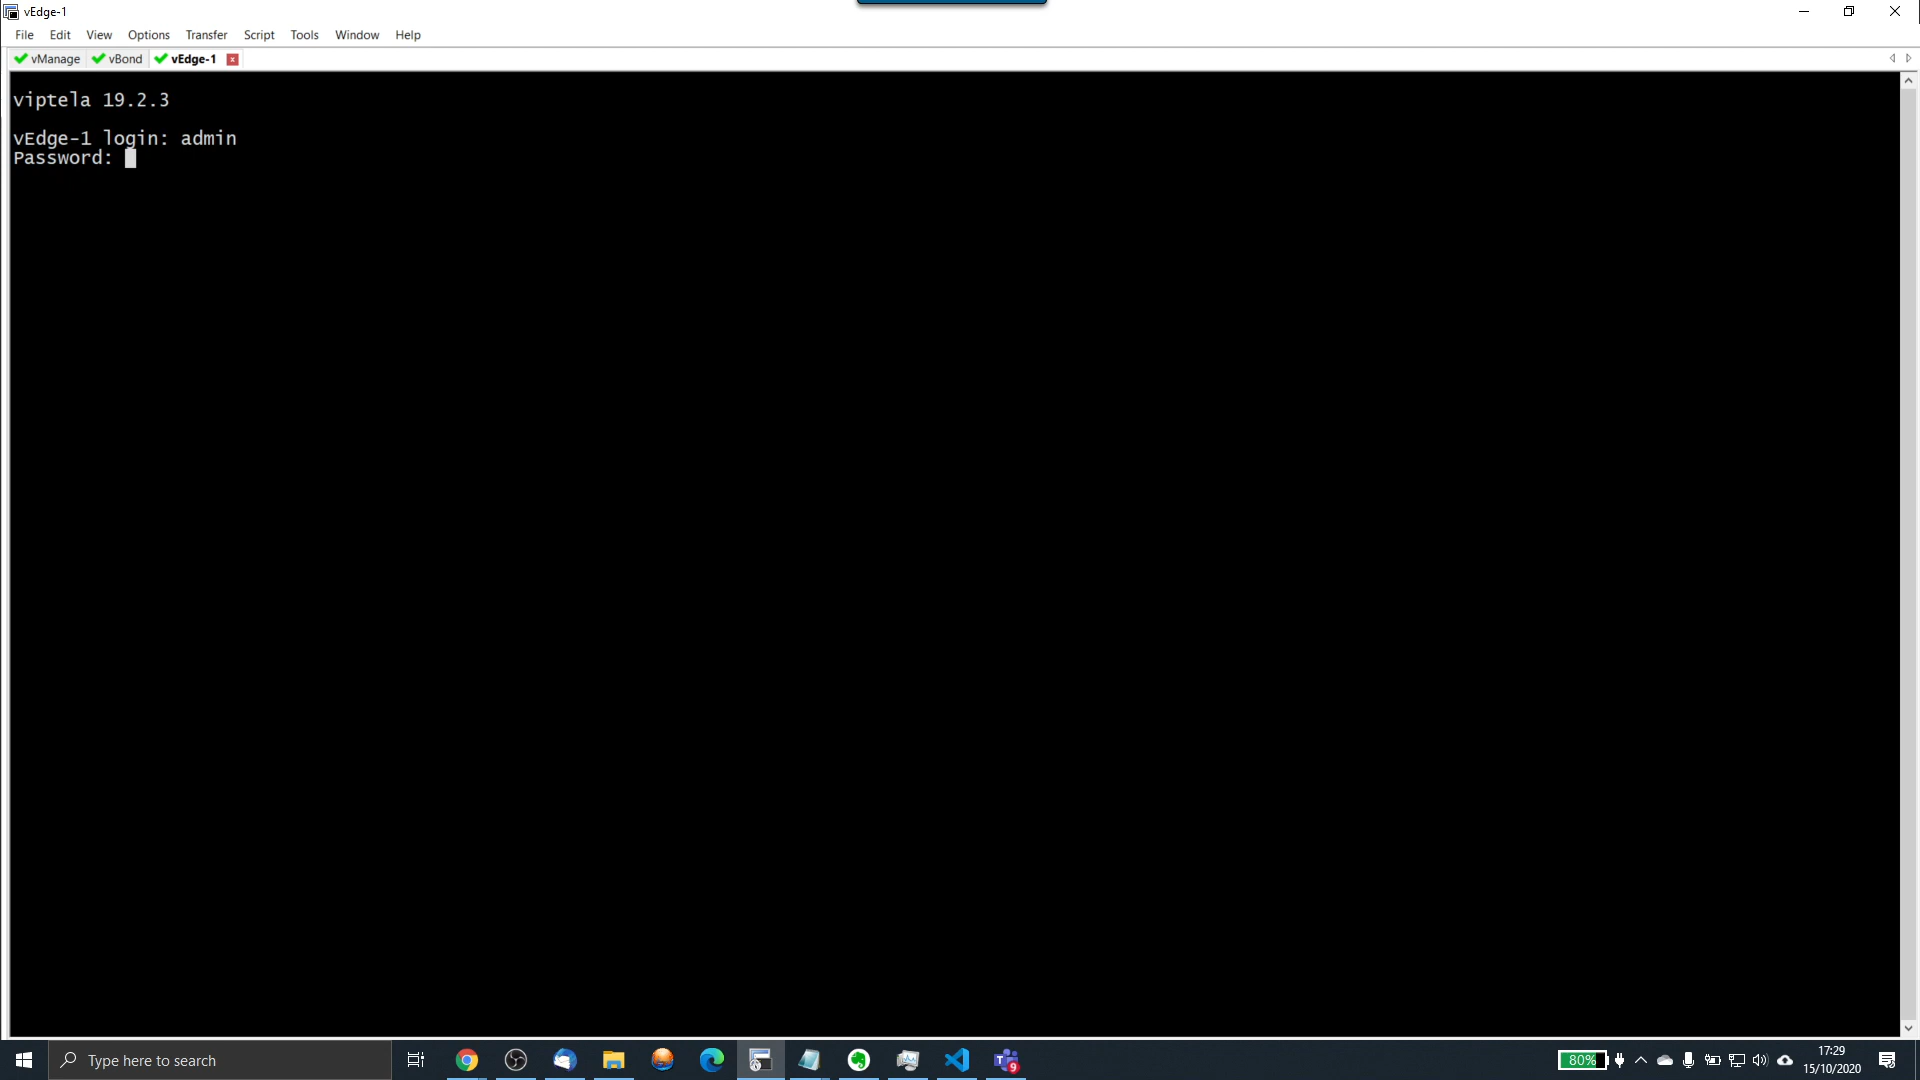 vEdge-1
File Edit View Options Transfer Script Tools Window Help
vManage vBond vEdge-1
viptela 19.2.3
vEdge-1 login: admin
Password:
Type here to search
9
80%
17:29
15/10/2020